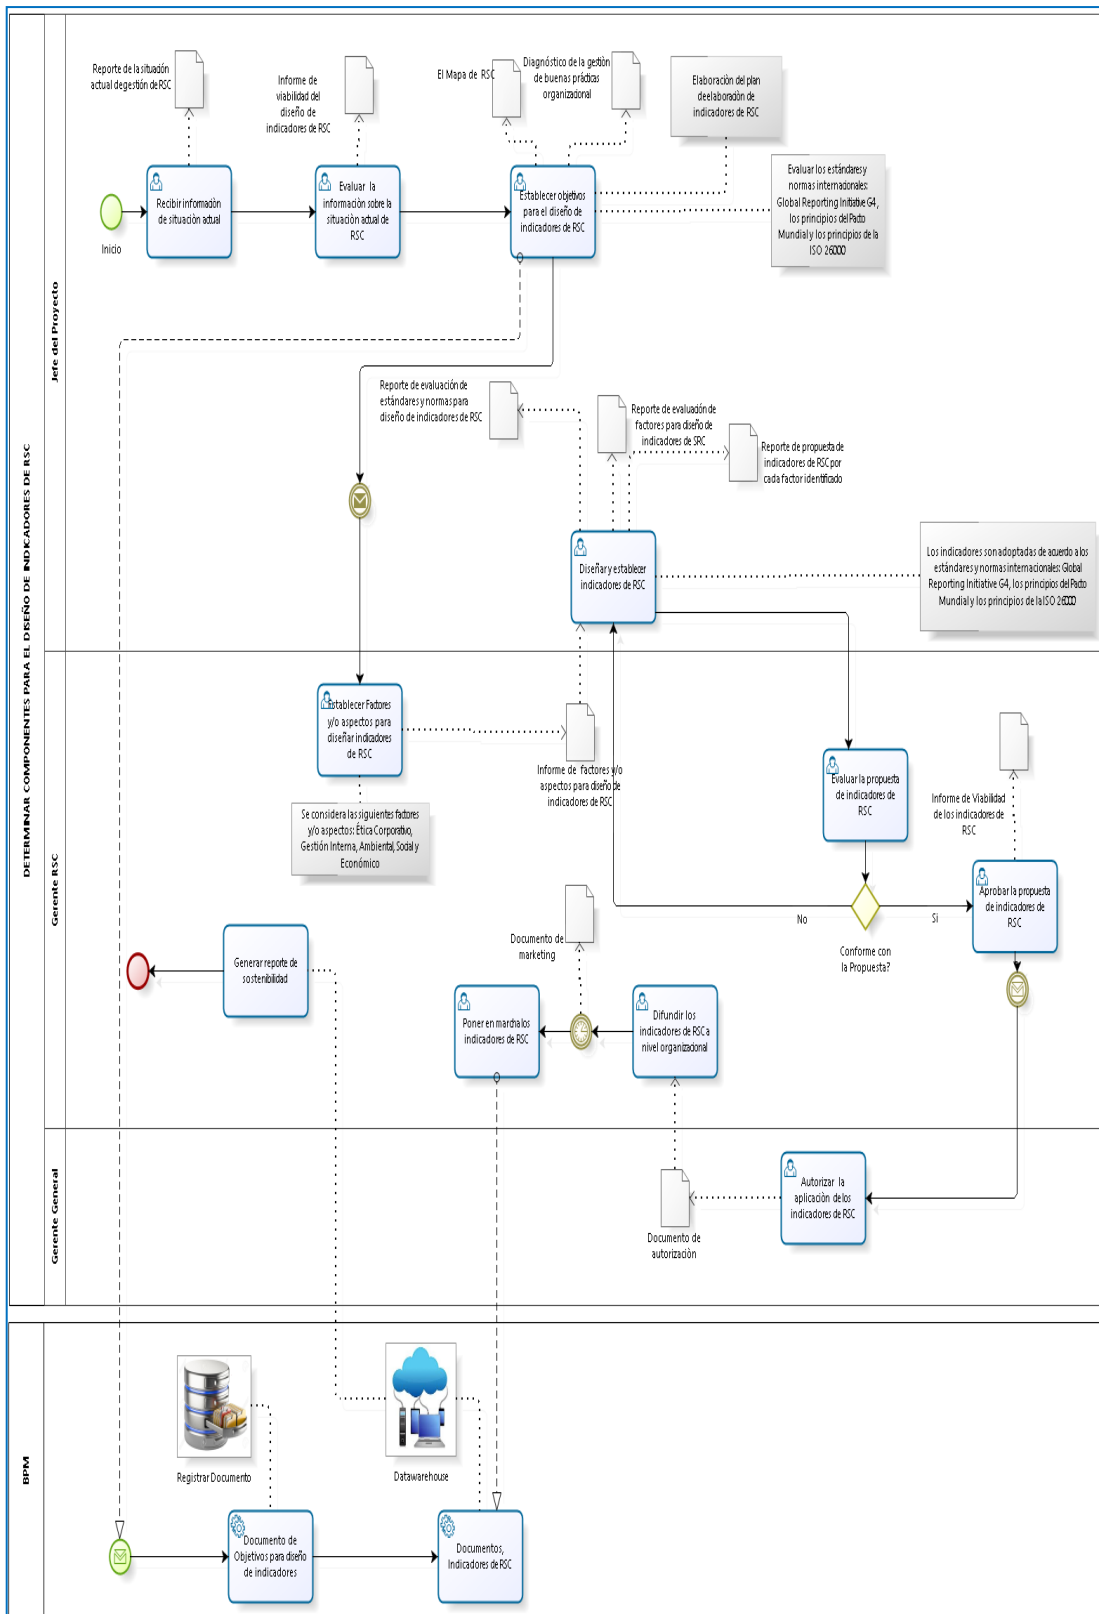 DETERMINAR COMPONENTES PARA EL DISEÑO DE INDICADORES DE RSC
Jefe del Proyecto
Reporte de la situación
actual de gestión de RSC
Informe de
viabilidad del
diseño de
indicadores de RSC
El Mapa de RSC
Diagnóstico de la gestiòn
de buenas prácticas
organizacional
Elaboraciòn del plan
de elaboraciòn de
indicadores de RSC
Evaluar los estándares y
normas internacionales:
Global Reporting Initiative G4,
los principios del Pacto
Mundial y los principios de la
ISO 26000
Inicio
Recibir informaciòn
de situaciòn actual
Evaluar la
informaciòn sobre la
situaciòn actual de
RSC
Establecer objetivos
para el diseño de
indicadores de RSC
Reporte de evaluación de
estándares y normas para
diseño de indicadores de RSC
Reporte de evaluación de
factores para diseño de
indicadores de SRC
Reporte de propuesta de
indicadores de RSC por
cada factor identificado
Diseñar y establecer
indicadores de RSC
Los indicadores son adoptadas de acuerdo a los
estándares y normas internacionales: Global
Reporting Initiative G4, los principios del Pacto
Mundial y los principios de la ISO 26000
Gerente RSC
Establecer Factores
y/o aspectos para
diseñar indicadores
de RSC
Informe de factores y/o
aspectos para diseño de
indicadores de RSC
Se considera las siguientes factores
y/o aspectos: Ética Corporativo,
Gestión Interna, Ambiental, Social y
Económico
Evaluar la propuesta
de indicadores de
RSC
Informe de Viabilidad
de los indicadores de
RSC
Aprobar la propuesta
de indicadores de
RSC
No
Si
Conforme con
la Propuesta?
Documento de
marketing
Generar reporte de
sostenibilidad
Poner en marcha los
indicadores de RSC
Difundir los
indicadores de RSC a
nivel organizacional
Gerente General
Autorizar la
aplicaciòn de los
indicadores de RSC
Documento de
autorizaciòn
BPM
Registrar Documento
Datawarehouse
Documento de
Objetivos para diseño
de indicadores
Documentos,
Indicadores de RSC